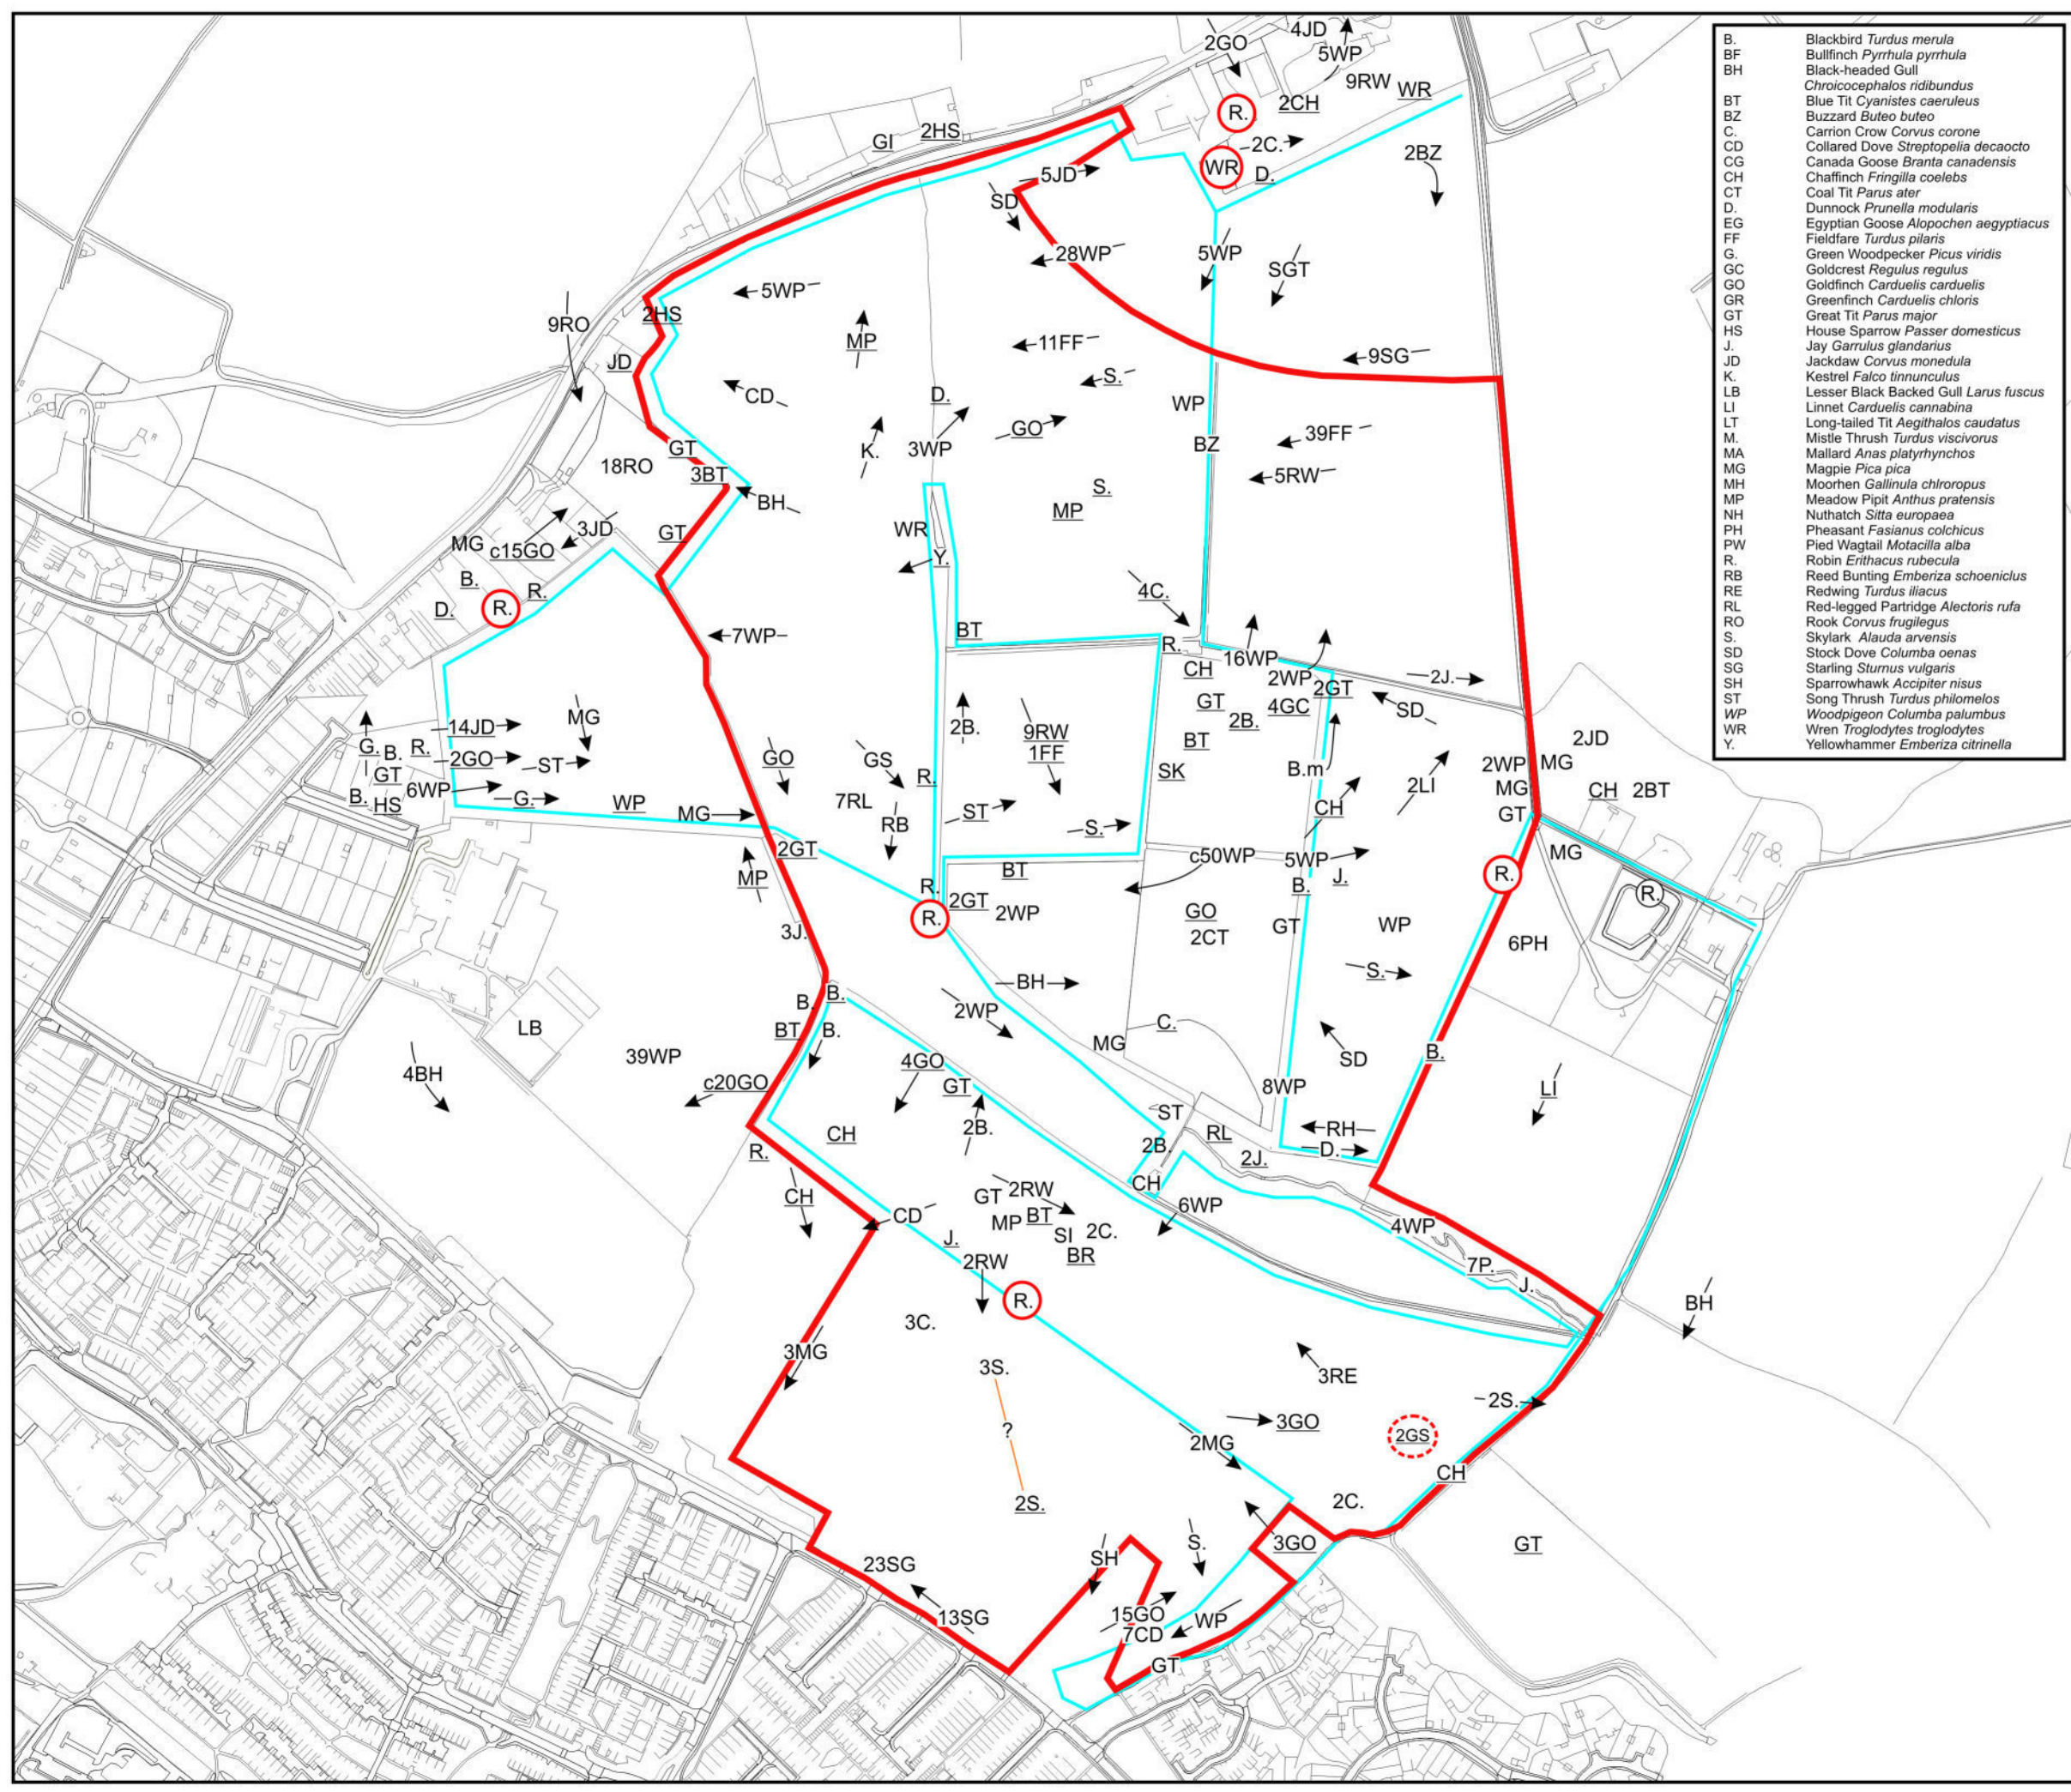 B. Blackbird Turdus merula
BF Bullfinch Pyrrhula pyrrhula
BH Black-headed Gull
Chroicocephalos ridibundus
BT Blue Tit Cyanistes caeruleus
BZ Buzzard Buteo buteo
C. Carrion Crow Corvus corone
CD Collared Dove Streptopelia decaocto
CG Canada Goose Branta canadensis
CH Chaffinch Fringilla coelebs
CT Coal Tit Parus ater
D. Dunnock Prunella modularis
EG Egyptian Goose Alopochen aegyptiacus
FF Fieldfare Turdus pilaris
G. Green Woodpecker Picus viridis
GC Goldcrest Regulus regulus
GO Goldfinch Carduelis carduelis
GR Greenfinch Carduelis chloris
GT Great Tit Parus major
HS House Sparrow Passer domesticus
J. Jay Garrulus glandarius
JD Jackdaw Corvus monedula
K. Kestrel Falco tinnunculus
LB Lesser Black Backed Gull Larus fuscus
LI Linnet Carduelis cannabina
LT Long-tailed Tit Aegithalos caudatus
M. Mistle Thrush Turdus viscivorus
MA Mallard Anas platyrhynchos
MG Magpie Pica pica
MH Moorhen Gallinula chlroropus
MP Meadow Pipit Anthus pratensis
NH Nuthatch Sitta europaea
PH Pheasant Fasianus colchicus
PW Pied Wagtail Motacilla alba
R. Robin Erithacus rubecula
RB Reed Bunting Emberiza schoeniclus
RE Redwing Turdus iliacus
RL Red-legged Partridge Alectoris rufa
RO Rook Corvus frugilegus
S. Skylark Alauda arvensis
SD Stock Dove Columba oenas
SG Starling Sturnus vulgaris
SH Sparrowhawk Accipiter nisus
ST Song Thrush Turdus philomelos
WP Woodpigeon Columba palumbus
WR Wren Troglodytes troglodytes
Y. Yellowhammer Emberiza citrinella
4JD
2GO
5WP
9RW
WR
2CH
R.
2HS
GI
2C.
2BZ
WR
D.
5JD
SD
28WP
5WP
SGT
5WP
2HS
9RO
MP
11FF
9SG
JD
S.
CD
D.
WP
GO
39FF
GT
K.
3WP
BZ
18RO
3BT
5RW
S.
BH
MP
3JD
WR
GT
MG
c15GO
Y.
B.
R.
4C.
D.
R.
BT
7WP
R.
16WP
CH
2WP
2J.
2GT
GT
4GC
SD
MG
14JD
2B.
9RW
2B.
2JD
G.
B.
R.
BT
1FF
2GO
ST
GO
GS
SK
B.m
2WP
MG
GT
R.
2LI
MG
CH
2BT
6WP
B.
HS
G.
WP
MG
7RL
RB
ST
CH
GT
S.
2GT
c50WP
5WP
MG
MP
BT
J.
R.
R.
B.
R.
2GT
2WP
GO
R.
3J.
2CT
GT
WP
6PH
S.
BH
B.
B.
2WP
C.
LB
BT
B.
MG
39WP
4GO
SD
B.
4BH
c20GO
GT
8WP
LI
ST
2B.
RH
CH
RL
2B.
D.
R.
2J.
CH
CH
2RW
GT
6WP
CD
BT
MP
4WP
SI
2C.
J.
BR
2RW
7P.
J.
R.
BH
3C.
3MG
3S.
3RE
2S.
3GO
?
2MG
2GS
CH
2S.
2C.
S.
3GO
GT
SH
23SG
15GO
13SG
WP
7CD
GT